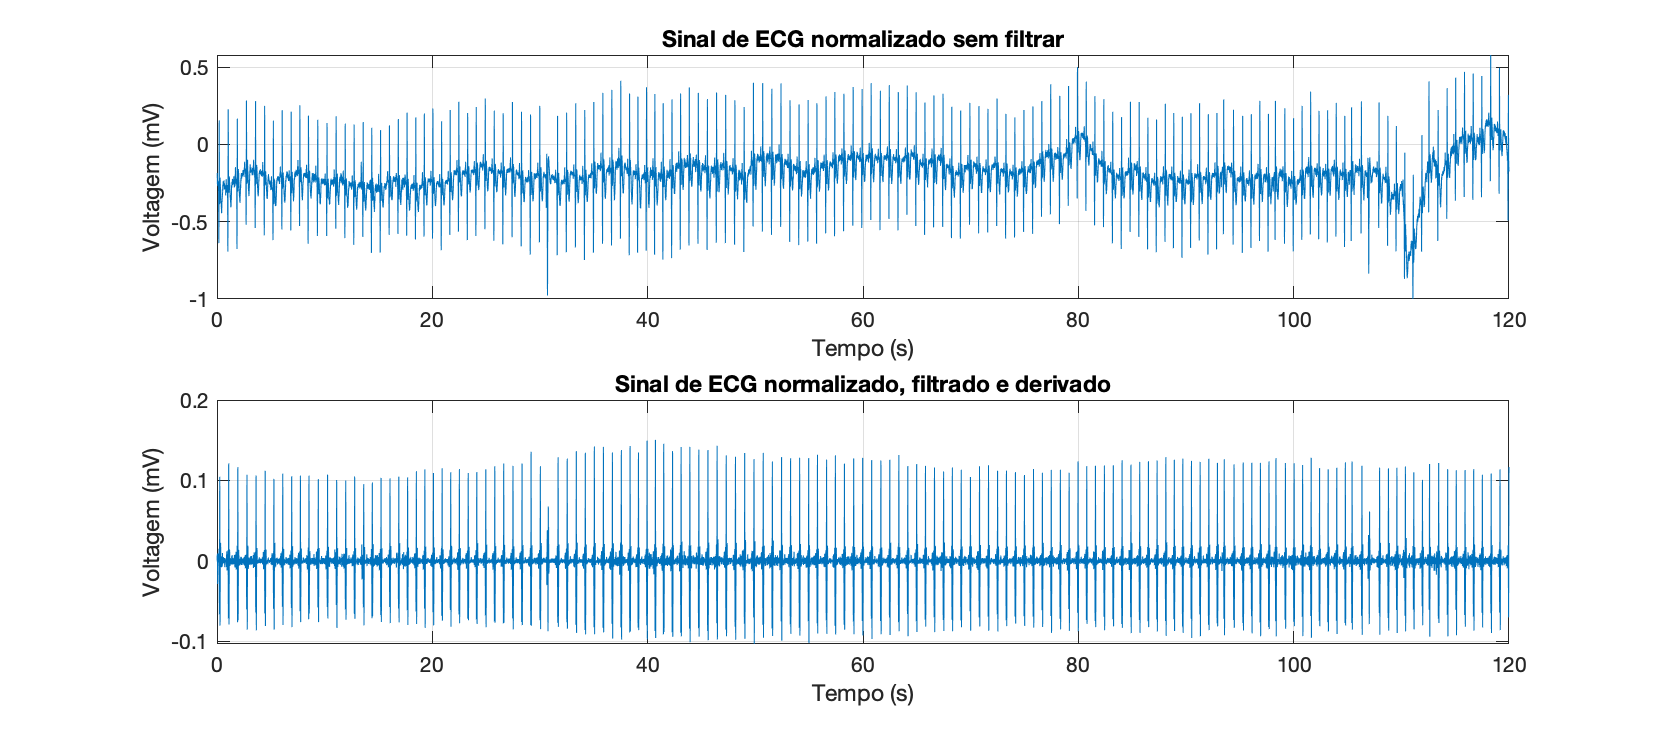 Sinal de ECG normalizado sem filtrar
0.5
0
-0.5
-1
Voltagem (mV)
0 20 40 60 80 100 120
Tempo (s)
Sinal de ECG normalizado, filtrado e derivado
0.2
0.1
0
-0.1
Voltagem (mV)
0 20 40 60 80 100 120
Tempo (s)